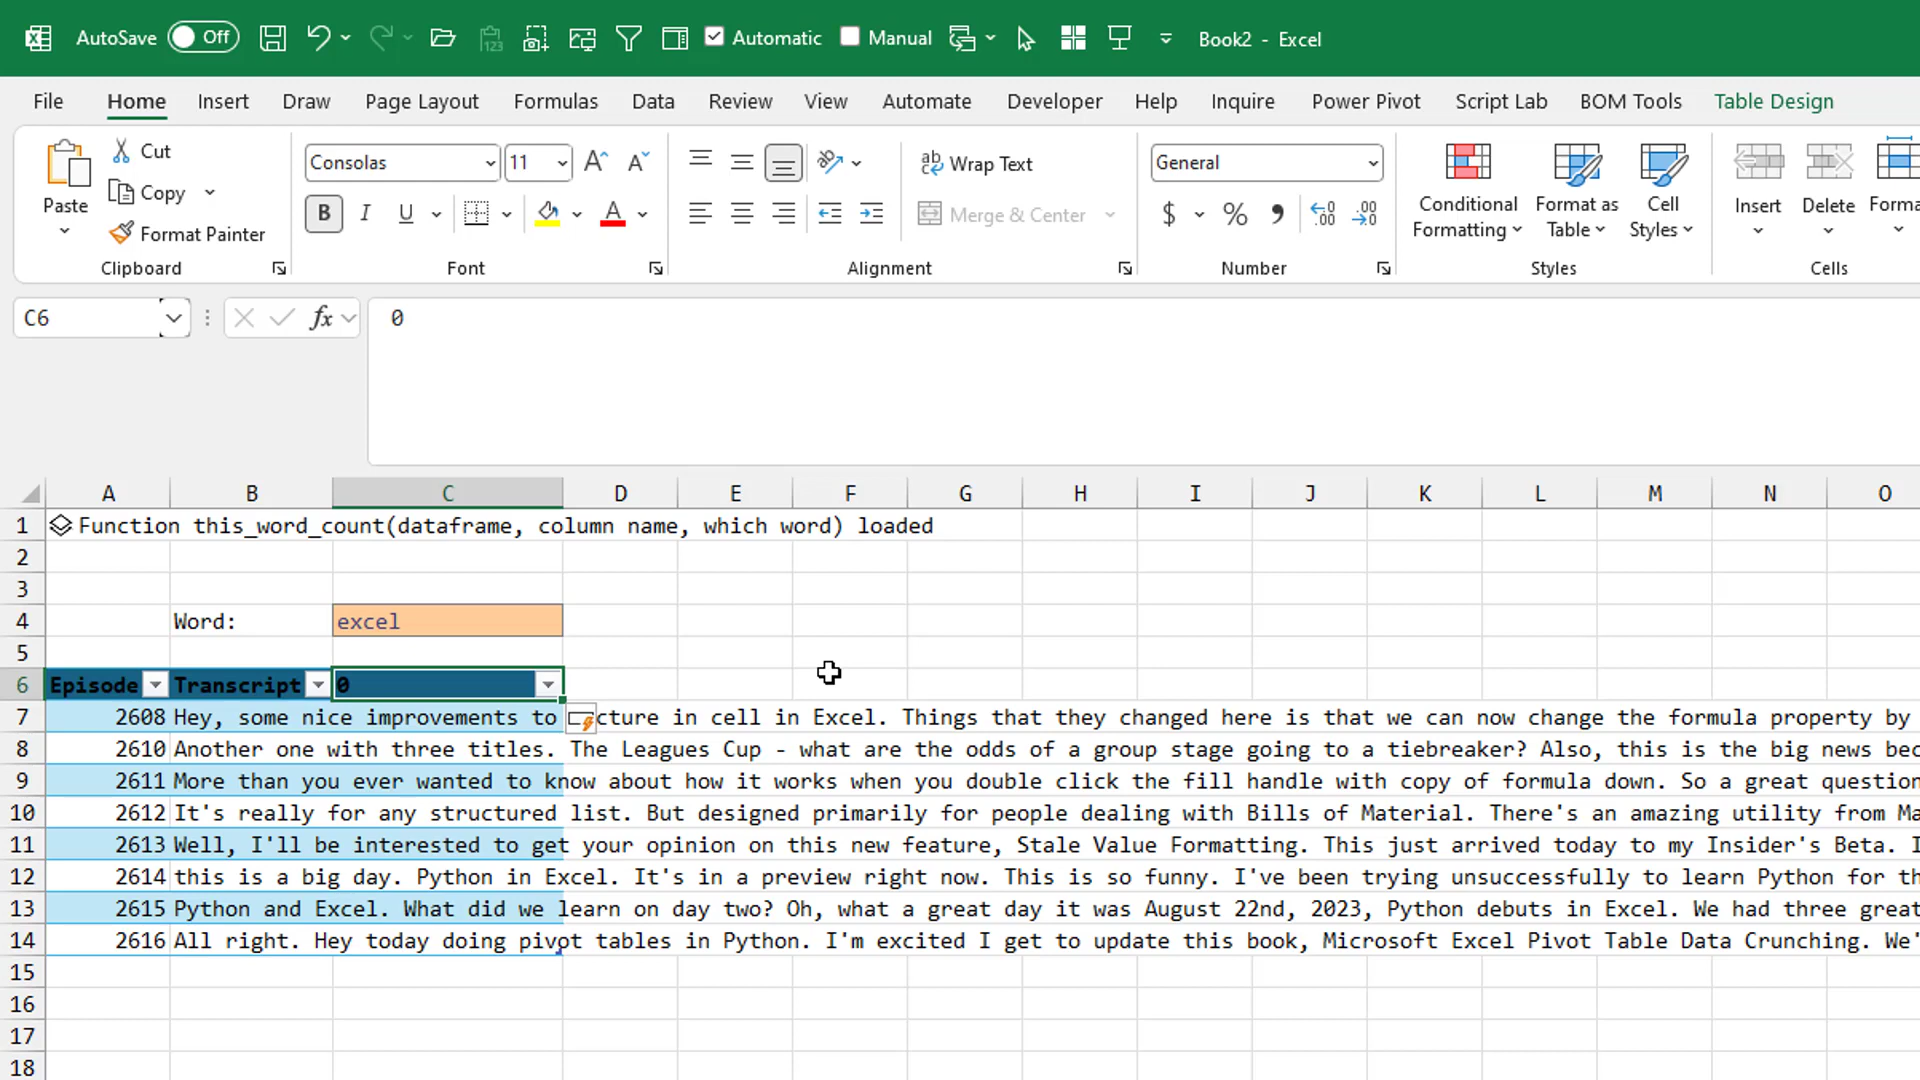 AutoSave Off Automatic Manual Book2 - Excel
File Home Insert Draw Page Layout Formulas Data Review View Automate Developer Help Inquire Power Pivot Script Lab BOM Tools Table Design
Paste Cut Copy Format Painter
Clipboard
Consolas 11
B I U
Font
Wrap Text
Merge & Center
Alignment
General
$ % ,
Number
Conditional Formatting Format as Table Cell Styles
Styles
Insert Delete Forma
Cells
C6 fx 0
A B C D E F G H I J K L M N O
1 Function this_word_count(dataframe, column name, which word) loaded
2
3
4 Word: excel
5
6 Episode Transcript 0
7 2608 Hey, some nice improvements to cture in cell in Excel. Things that they changed here is that we can now change the formula property by
8 2610 Another one with three titles. The Leagues Cup - what are the odds of a group stage going to a tiebreaker? Also, this is the big news bec
9 2611 More than you ever wanted to know about how it works when you double click the fill handle with copy of formula down. So a great question
10 2612 It's really for any structured list. But designed primarily for people dealing with Bills of Material. There's an amazing utility from Ma
11 2613 Well, I'll be interested to get your opinion on this new feature, Stale Value Formatting. This just arrived today to my Insider's Beta. I
12 2614 this is a big day. Python in Excel. It's in a preview right now. This is so funny. I've been trying unsuccessfully to learn Python for th
13 2615 Python and Excel. What did we learn on day two? Oh, what a great day it was August 22nd, 2023, Python debuts in Excel. We had three great
14 2616 All right. Hey today doing pivot tables in Python. I'm excited I get to update this book, Microsoft Excel Pivot Table Data Crunching. We'
15
16
17
18